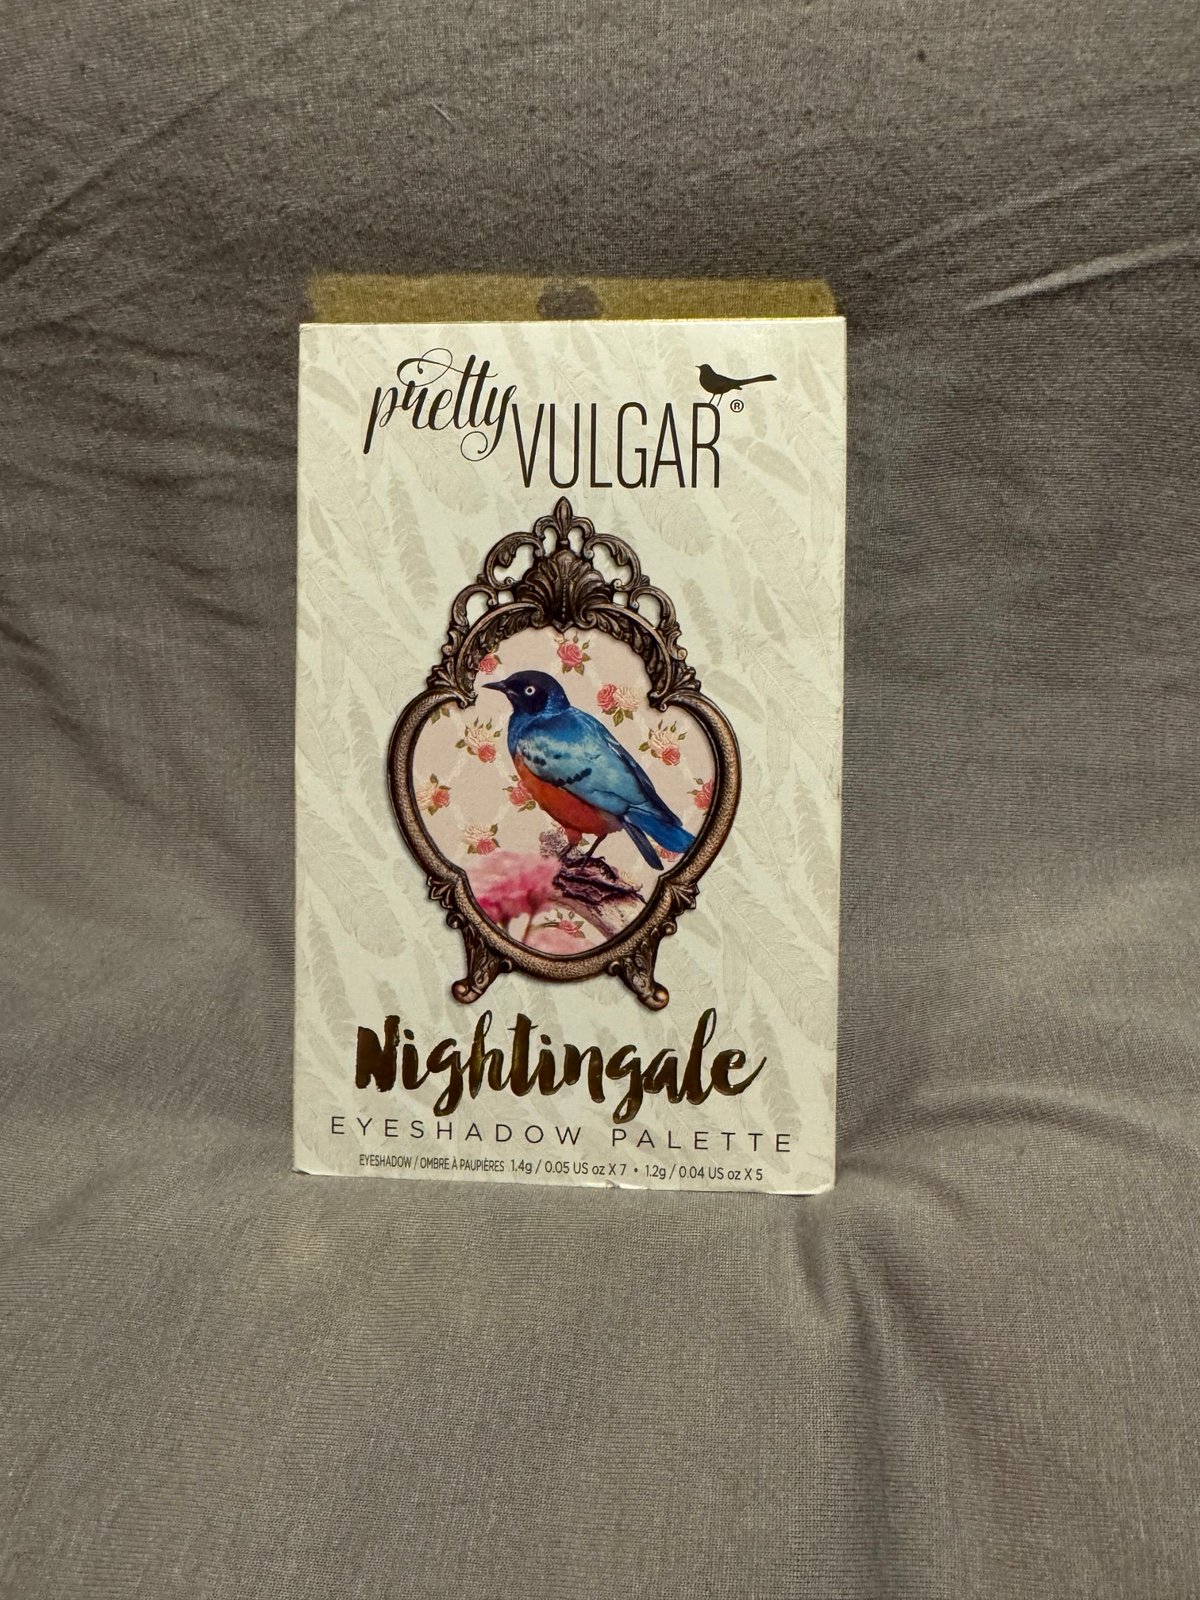 pretty
VULGAR®
Nightingale
EYESHADOW PALETTE
EYESHADOW / OMBRE À PAUPIÈRES 1.4g / 0.05 US oz X 7 • 1.2g / 0.04 US oz X 5